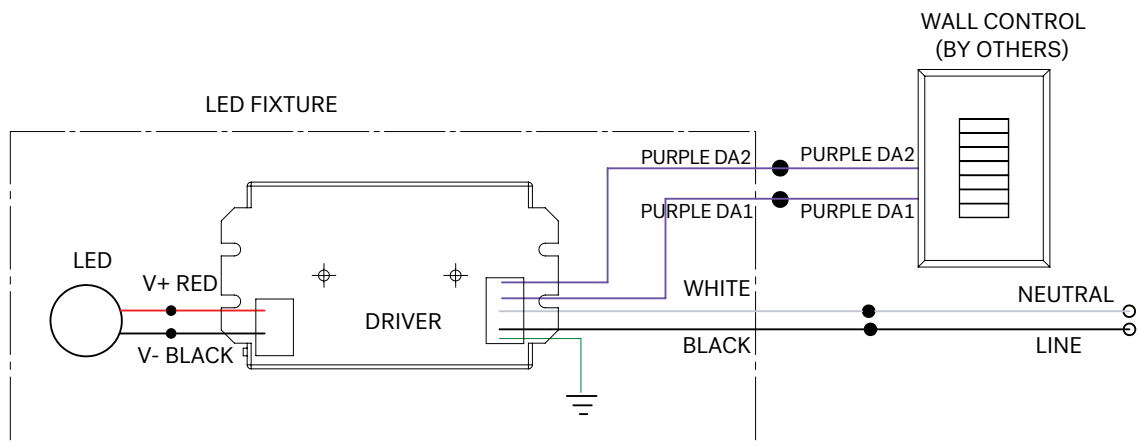 WALL CONTROL
(BY OTHERS)
LED FIXTURE
PURPLE DA2
PURPLE DA2
PURPLE DA1
PURPLE DA1
LED
V+ RED
WHITE
NEUTRAL
DRIVER
V- BLACK
BLACK
LINE